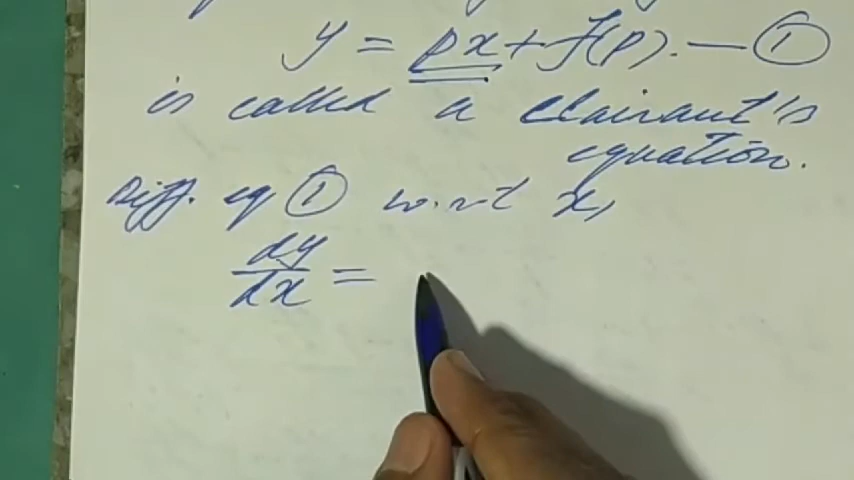 y = px + f(p). — ①
is called a Clairaut's
equation.
Diff. eq ① w.r.t x,
dy/dx =